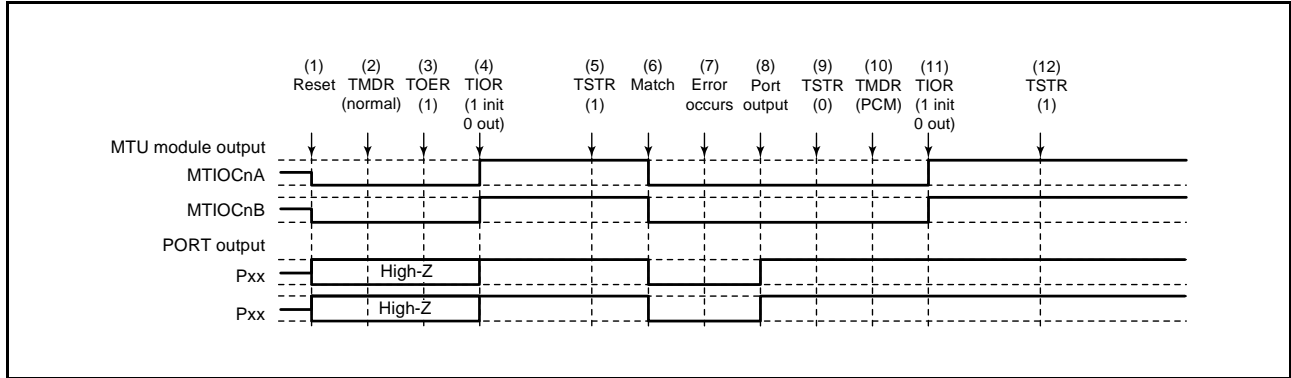 (1) (2) (3) (4) (5) (6) (7) (8) (9) (10) (11) (12)
Reset TMDR TOER TIOR TSTR Match Error Port TSTR TMDR TIOR TSTR
(normal) (1) (1 init (1) occurs output (0) (PCM) (1 init (1)
0 out) 0 out)
MTU module output
MTIOCnA
MTIOCnB
PORT output
Pxx High-Z
Pxx High-Z